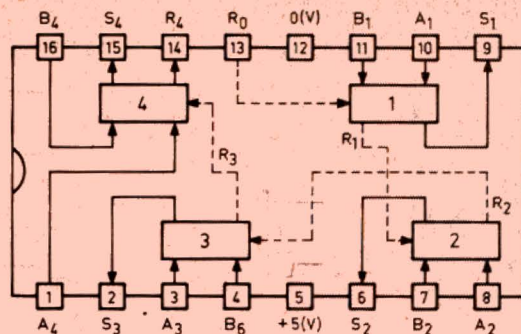 B4 S4 R4 R0 0(V) B1 A1 S1
16 15 14 13 12 11 10 9
4 1
R1
R3
R2
3 2
1 2 3 4 5 6 7 8
A4 S3 A3 B6 +5(V) S2 B2 A2